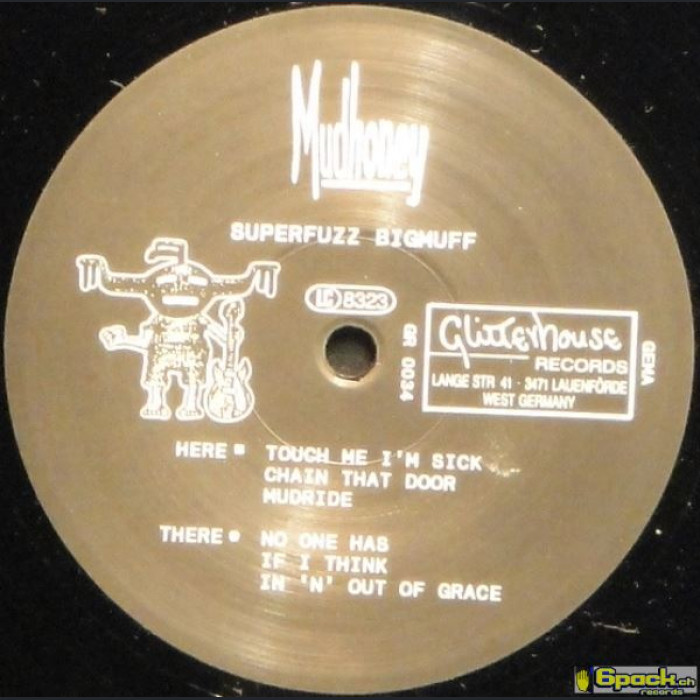 Mudhoney
SUPERFUZZ BIGMUFF
LC 8323
GR 0034
Glitterhouse
RECORDS
LANGE STR 41 · 3471 LAUENFÖRDE
WEST GERMANY
GEMA
HERE TOUCH ME I'M SICK
CHAIN THAT DOOR
MUDRIDE
THERE NO ONE HAS
IF I THINK
IN 'N' OUT OF GRACE
6pack.ch
records